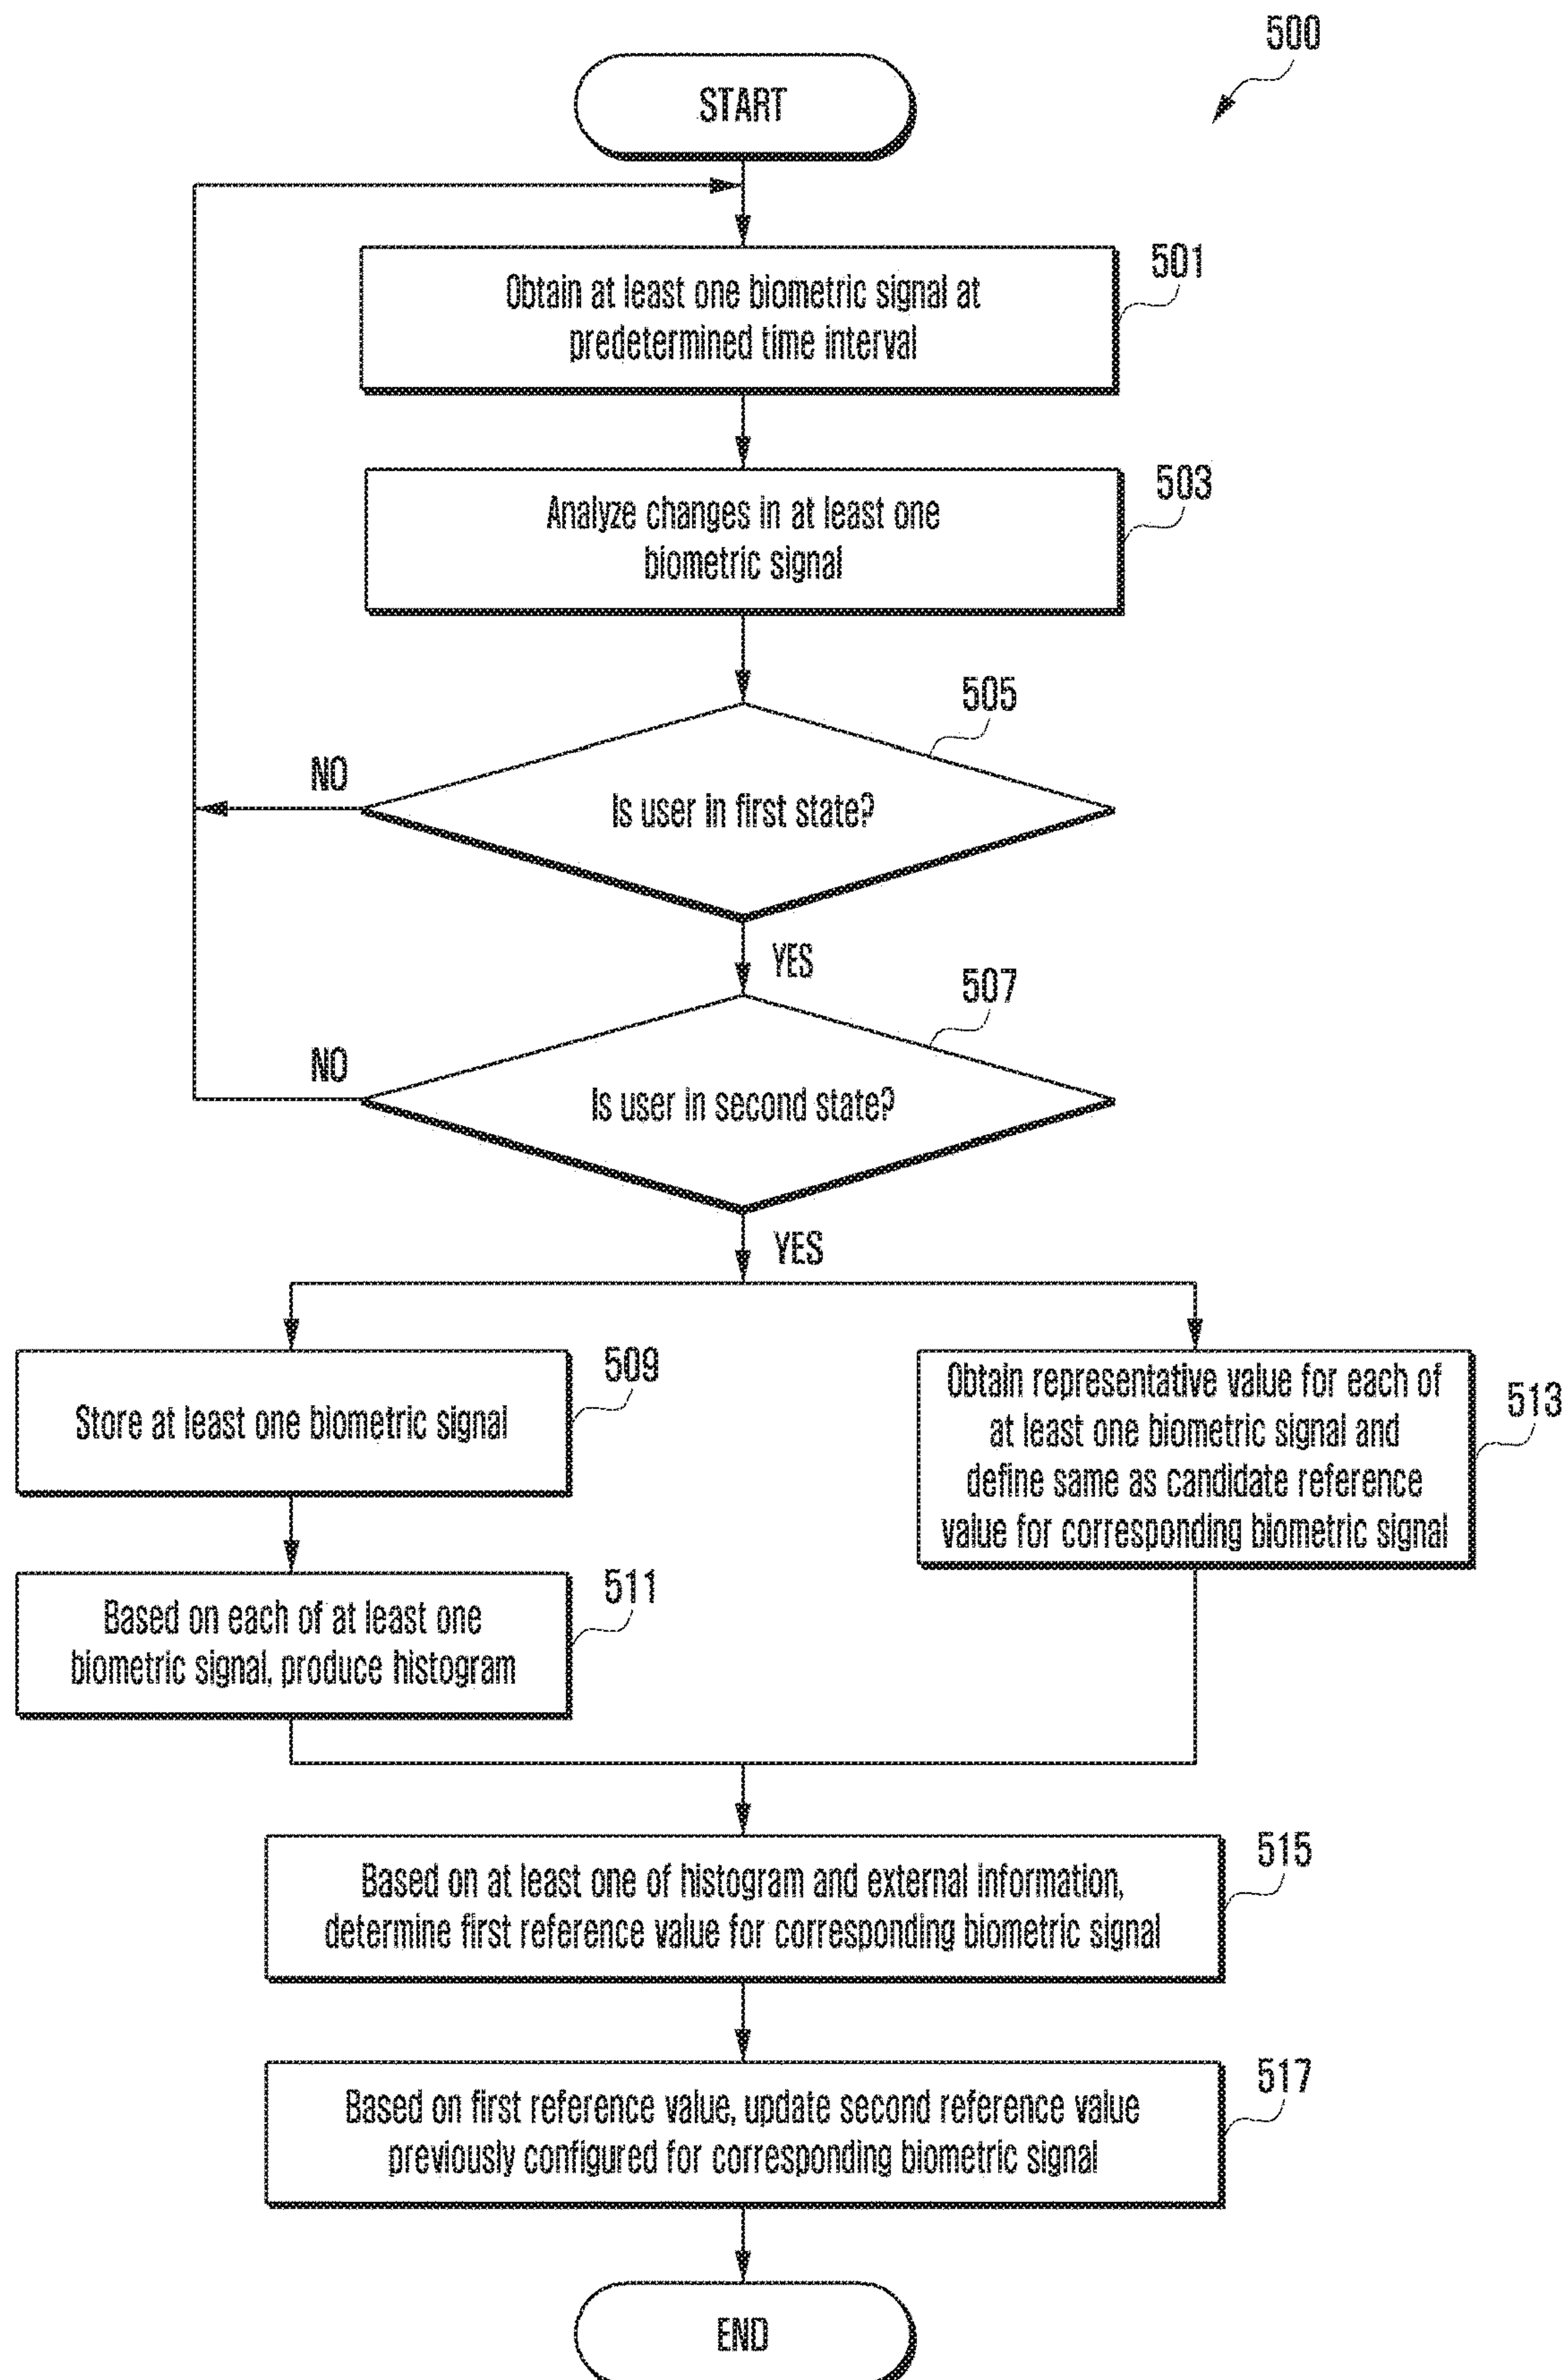 500
START
501
Obtain at least one biometric signal at
predetermined time interval
503
Analyze changes in at least one
biometric signal
505
NO
Is user in first state?
YES
507
NO
Is user in second state?
YES
509
Store at least one biometric signal
511
Based on each of at least one
biometric signal, produce histogram
513
Obtain representative value for each of
at least one biometric signal and
define same as candidate reference
value for corresponding biometric signal
515
Based on at least one of histogram and external information,
determine first reference value for corresponding biometric signal
517
Based on first reference value, update second reference value
previously configured for corresponding biometric signal
END